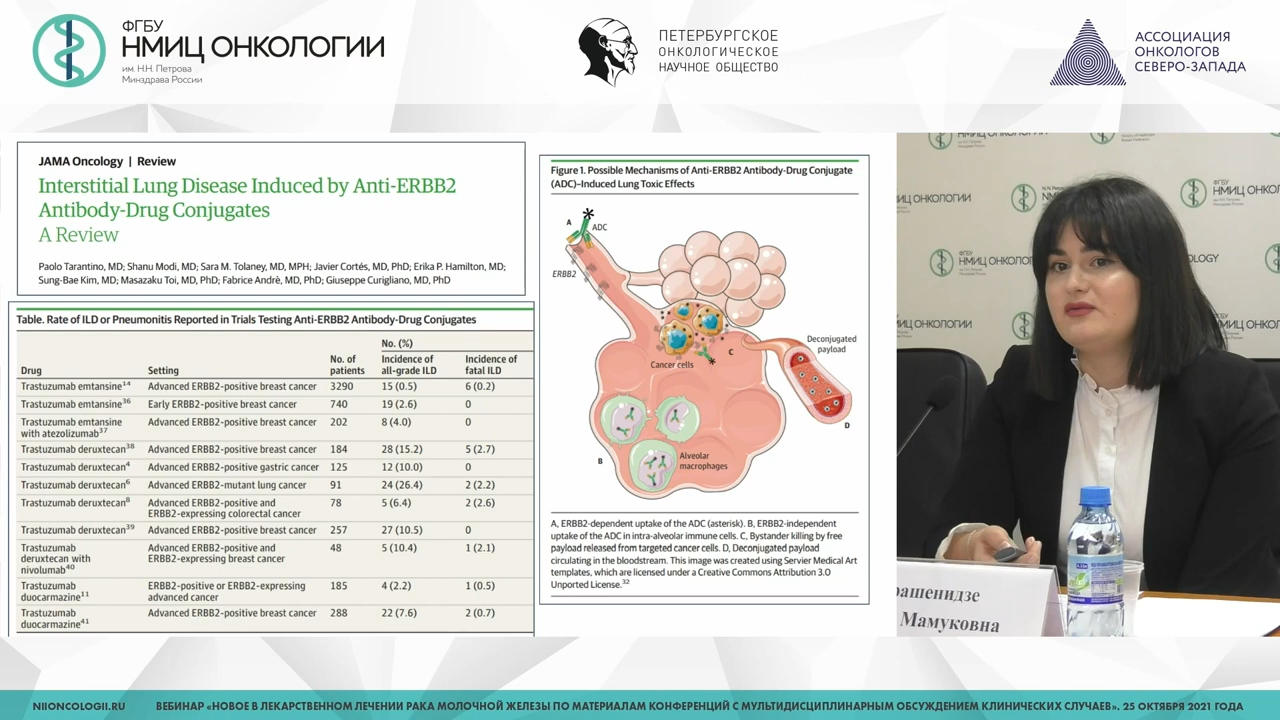 ФГБУ
НМИЦ ОНКОЛОГИИ
им. Н.Н. Петрова
Минздрава России
ПЕТЕРБУРГСКОЕ
ОНКОЛОГИЧЕСКОЕ
НАУЧНОЕ ОБЩЕСТВО
АССОЦИАЦИЯ
ОНКОЛОГОВ
СЕВЕРО-ЗАПАДА
JAMA Oncology | Review
Interstitial Lung Disease Induced by Anti-ERBB2
Antibody-Drug Conjugates
A Review
Paolo Tarantino, MD; Shanu Modi, MD; Sara M. Tolaney, MD, MPH; Javier Cortés, MD, PhD; Erika P. Hamilton, MD;
Sung-Bae Kim, MD; Masazaku Toi, MD, PhD; Fabrice Andrè, MD, PhD; Giuseppe Curigliano, MD, PhD
Table. Rate of ILD or Pneumonitis Reported in Trials Testing Anti-ERBB2 Antibody-Drug Conjugates
No. (%)
Drug Setting No. of patients Incidence of all-grade ILD Incidence of fatal ILD
Trastuzumab emtansine14 Advanced ERBB2-positive breast cancer 3290 15 (0.5) 6 (0.2)
Trastuzumab emtansine36 Early ERBB2-positive breast cancer 740 19 (2.6) 0
Trastuzumab emtansine Advanced ERBB2-positive breast cancer 202 8 (4.0) 0
with atezolizumab37
Trastuzumab deruxtecan38 Advanced ERBB2-positive breast cancer 184 28 (15.2) 5 (2.7)
Trastuzumab deruxtecan4 Advanced ERBB2-positive gastric cancer 125 12 (10.0) 0
Trastuzumab deruxtecan6 Advanced ERBB2-mutant lung cancer 91 24 (26.4) 2 (2.2)
Trastuzumab deruxtecan8 Advanced ERBB2-positive and 78 5 (6.4) 2 (2.6)
ERBB2-expressing colorectal cancer
Trastuzumab deruxtecan39 Advanced ERBB2-positive breast cancer 257 27 (10.5) 0
Trastuzumab Advanced ERBB2-positive and 48 5 (10.4) 1 (2.1)
deruxtecan with ERBB2-expressing breast cancer
nivolumab40
Trastuzumab ERBB2-positive or ERBB2-expressing 185 4 (2.2) 1 (0.5)
duocarmazine11 advanced cancer
Trastuzumab Advanced ERBB2-positive breast cancer 288 22 (7.6) 2 (0.7)
duocarmazine41
Figure 1. Possible Mechanisms of Anti-ERBB2 Antibody-Drug Conjugate
(ADC)–Induced Lung Toxic Effects
A
ADC
ERBB2
Cancer cells
C
Deconjugated
payload
D
B
Alveolar
macrophages
A, ERBB2-dependent uptake of the ADC (asterisk). B, ERBB2-independent
uptake of the ADC in intra-alveolar immune cells. C, Bystander killing by free
payload released from targeted cancer cells. D, Deconjugated payload
circulating in the bloodstream. This image was created using Servier Medical Art
templates, which are licensed under a Creative Commons Attribution 3.0
Unported License.32
рашенидзе
Мамуковна
NIIONCOLOGII.RU
ВЕБИНАР «НОВОЕ В ЛЕКАРСТВЕННОМ ЛЕЧЕНИИ РАКА МОЛОЧНОЙ ЖЕЛЕЗЫ ПО МАТЕРИАЛАМ КОНФЕРЕНЦИЙ С МУЛЬТИДИСЦИПЛИНАРНЫМ ОБСУЖДЕНИЕМ КЛИНИЧЕСКИХ СЛУЧАЕВ». 25 ОКТЯБРЯ 2021 ГОДА